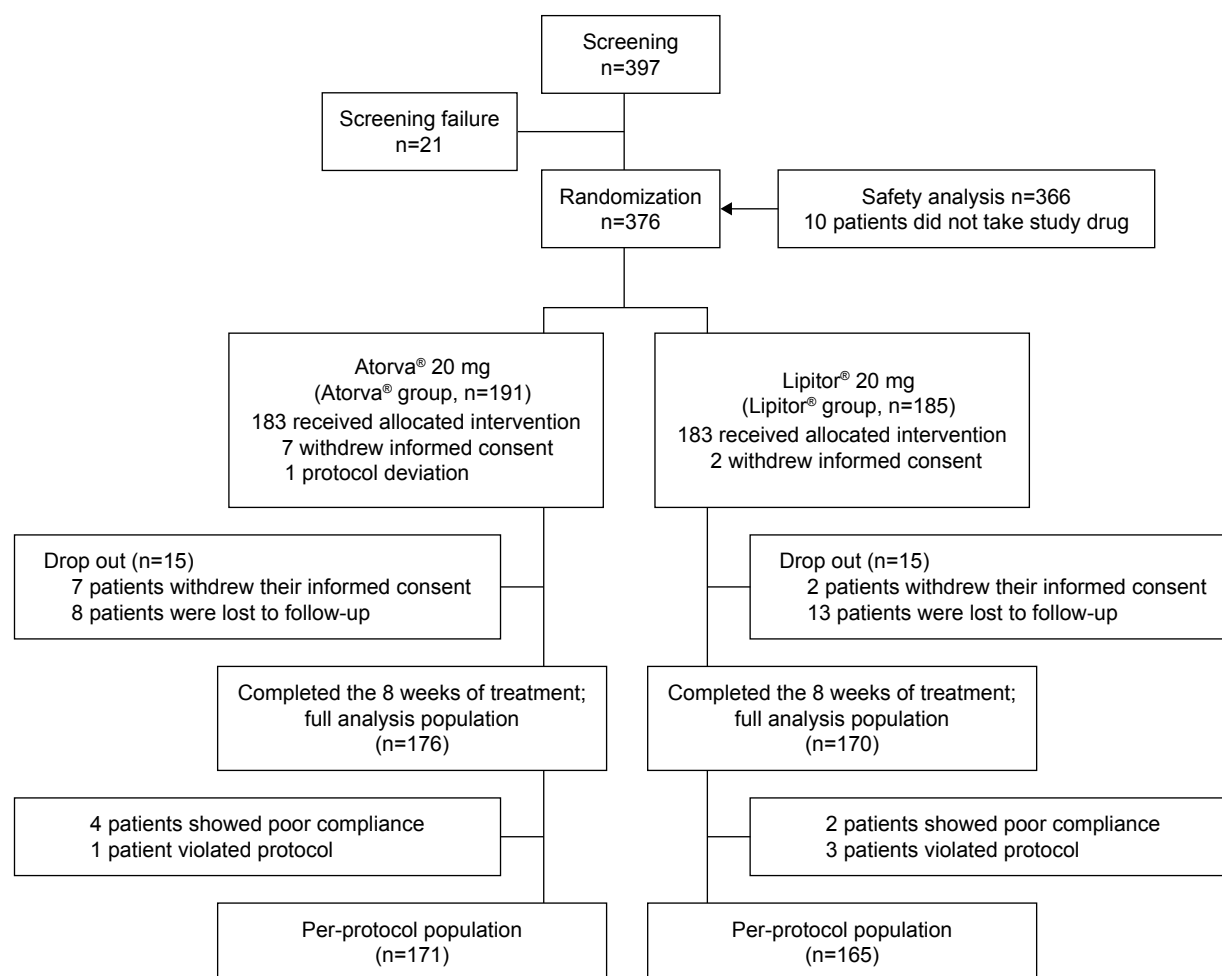 Screening
n=397
Screening failure
n=21
Randomization
n=376
Safety analysis n=366
10 patients did not take study drug
Atorva® 20 mg
(Atorva® group, n=191)
183 received allocated intervention
7 withdrew informed consent
1 protocol deviation
Lipitor® 20 mg
(Lipitor® group, n=185)
183 received allocated intervention
2 withdrew informed consent
Drop out (n=15)
7 patients withdrew their informed consent
8 patients were lost to follow-up
Drop out (n=15)
2 patients withdrew their informed consent
13 patients were lost to follow-up
Completed the 8 weeks of treatment;
full analysis population
(n=176)
Completed the 8 weeks of treatment;
full analysis population
(n=170)
4 patients showed poor compliance
1 patient violated protocol
2 patients showed poor compliance
3 patients violated protocol
Per-protocol population
(n=171)
Per-protocol population
(n=165)